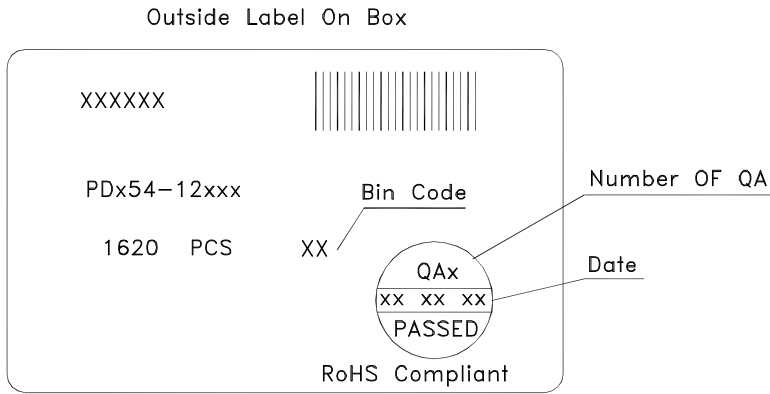 Outside Label On Box
XXXXXX
PDx54-12xxx
Bin Code
Number OF QA
1620 PCS
XX
QAx
Date
XX XX XX
PASSED
RoHS Compliant